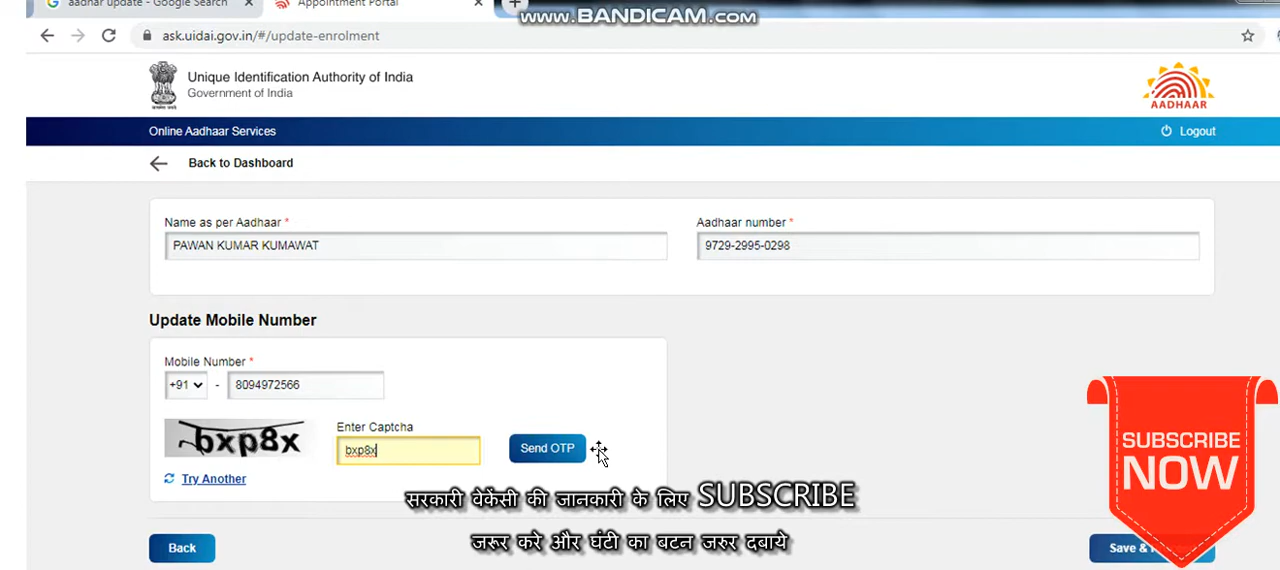 aadhar update - Google Search
Appointment Portal
www.BANDICAM.com
ask.uidai.gov.in/#/update-enrolment
Unique Identification Authority of India
Government of India
AADHAAR
Online Aadhaar Services
Logout
Back to Dashboard
Name as per Aadhaar *
Aadhaar number *
PAWAN KUMAR KUMAWAT
9729-2995-0298
Update Mobile Number
Mobile Number *
+91 - 8094972566
bxp8x
Enter Captcha
bxp8x
Send OTP
Try Another
SUBSCRIBE
NOW
सरकारी वेकेंसी की जानकारी के लिए SUBSCRIBE
जरूर करे और घंटी का बटन जरुर दबाये
Back
Save &